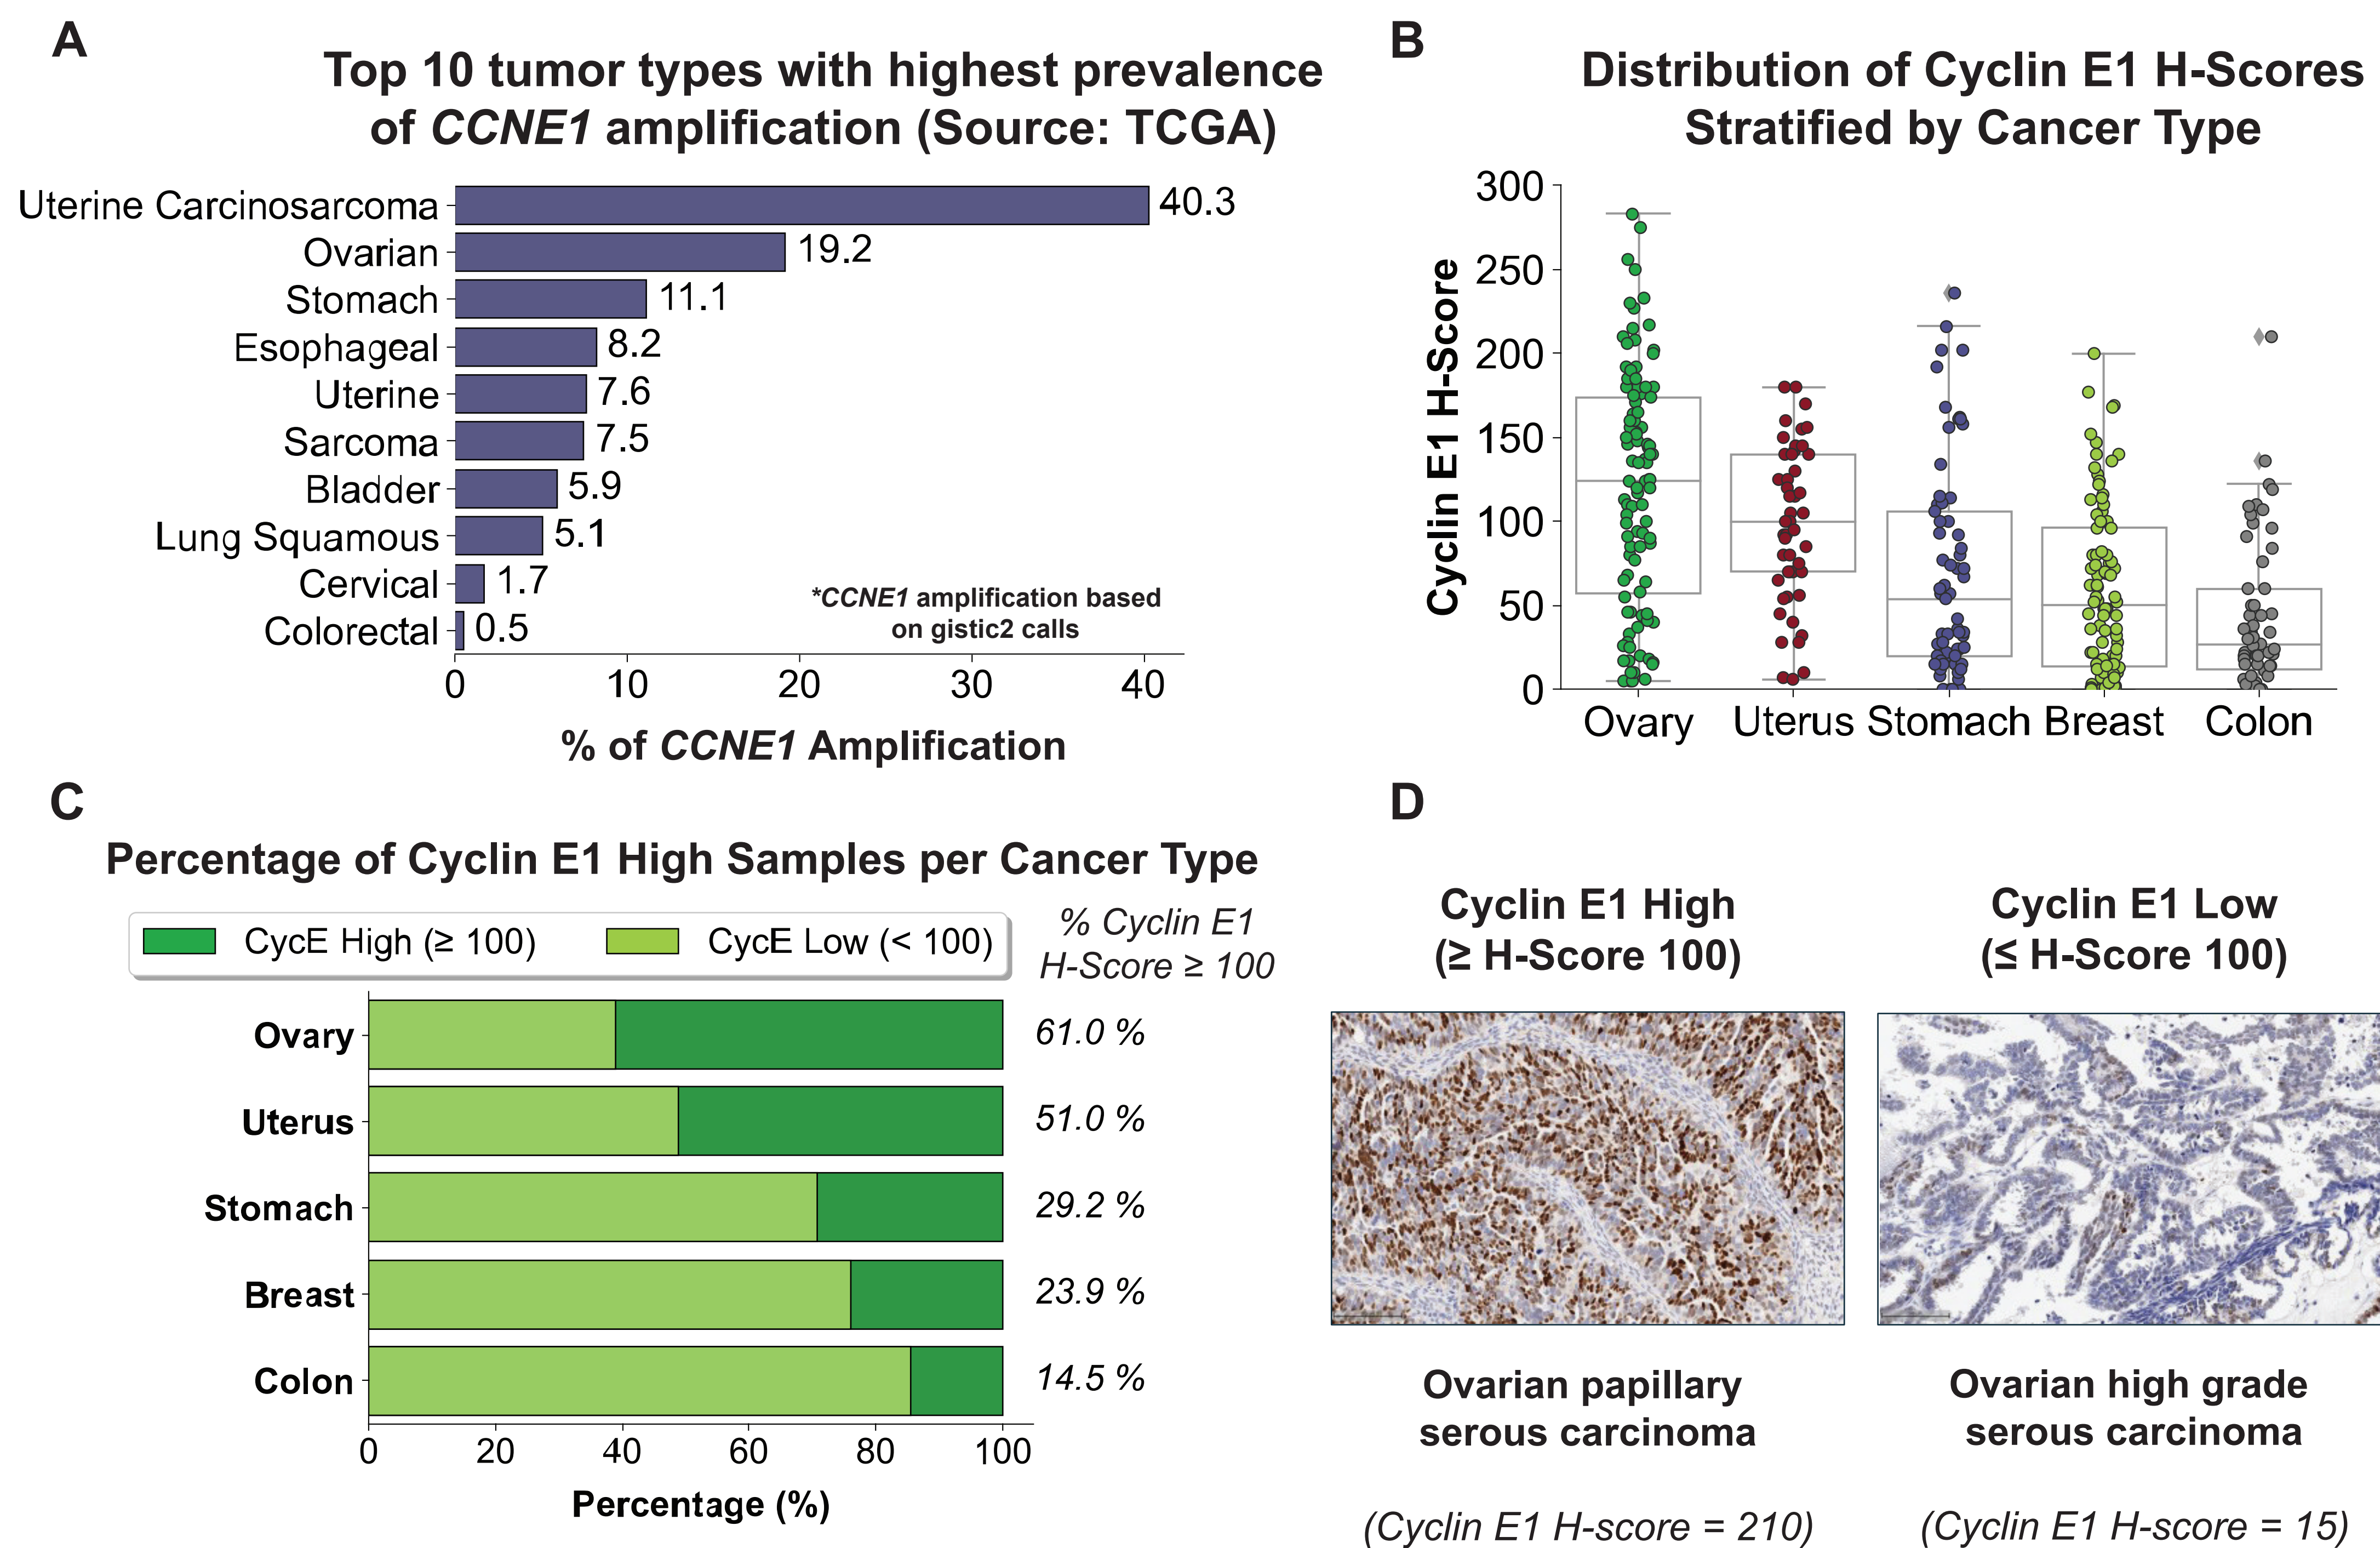 A
Top 10 tumor types with highest prevalence
of CCNE1 amplification (Source: TCGA)
Uterine Carcinosarcoma
40.3
Ovarian
19.2
Stomach
11.1
Esophageal
8.2
Uterine
7.6
Sarcoma
7.5
Bladder
5.9
Lung Squamous
5.1
Cervical
1.7
Colorectal
0.5
*CCNE1 amplification based
on gistic2 calls
0 10 20 30 40
% of CCNE1 Amplification
B
Distribution of Cyclin E1 H-Scores
Stratified by Cancer Type
Cyclin E1 H-Score
300
250
200
150
100
50
0
Ovary Uterus Stomach Breast Colon
C
Percentage of Cyclin E1 High Samples per Cancer Type
CycE High (≥ 100) CycE Low (< 100)
% Cyclin E1
H-Score ≥ 100
Ovary
61.0 %
Uterus
51.0 %
Stomach
29.2 %
Breast
23.9 %
Colon
14.5 %
0 20 40 60 80 100
Percentage (%)
D
Cyclin E1 High
(≥ H-Score 100)
Ovarian papillary
serous carcinoma
(Cyclin E1 H-score = 210)
Cyclin E1 Low
(≤ H-Score 100)
Ovarian high grade
serous carcinoma
(Cyclin E1 H-score = 15)